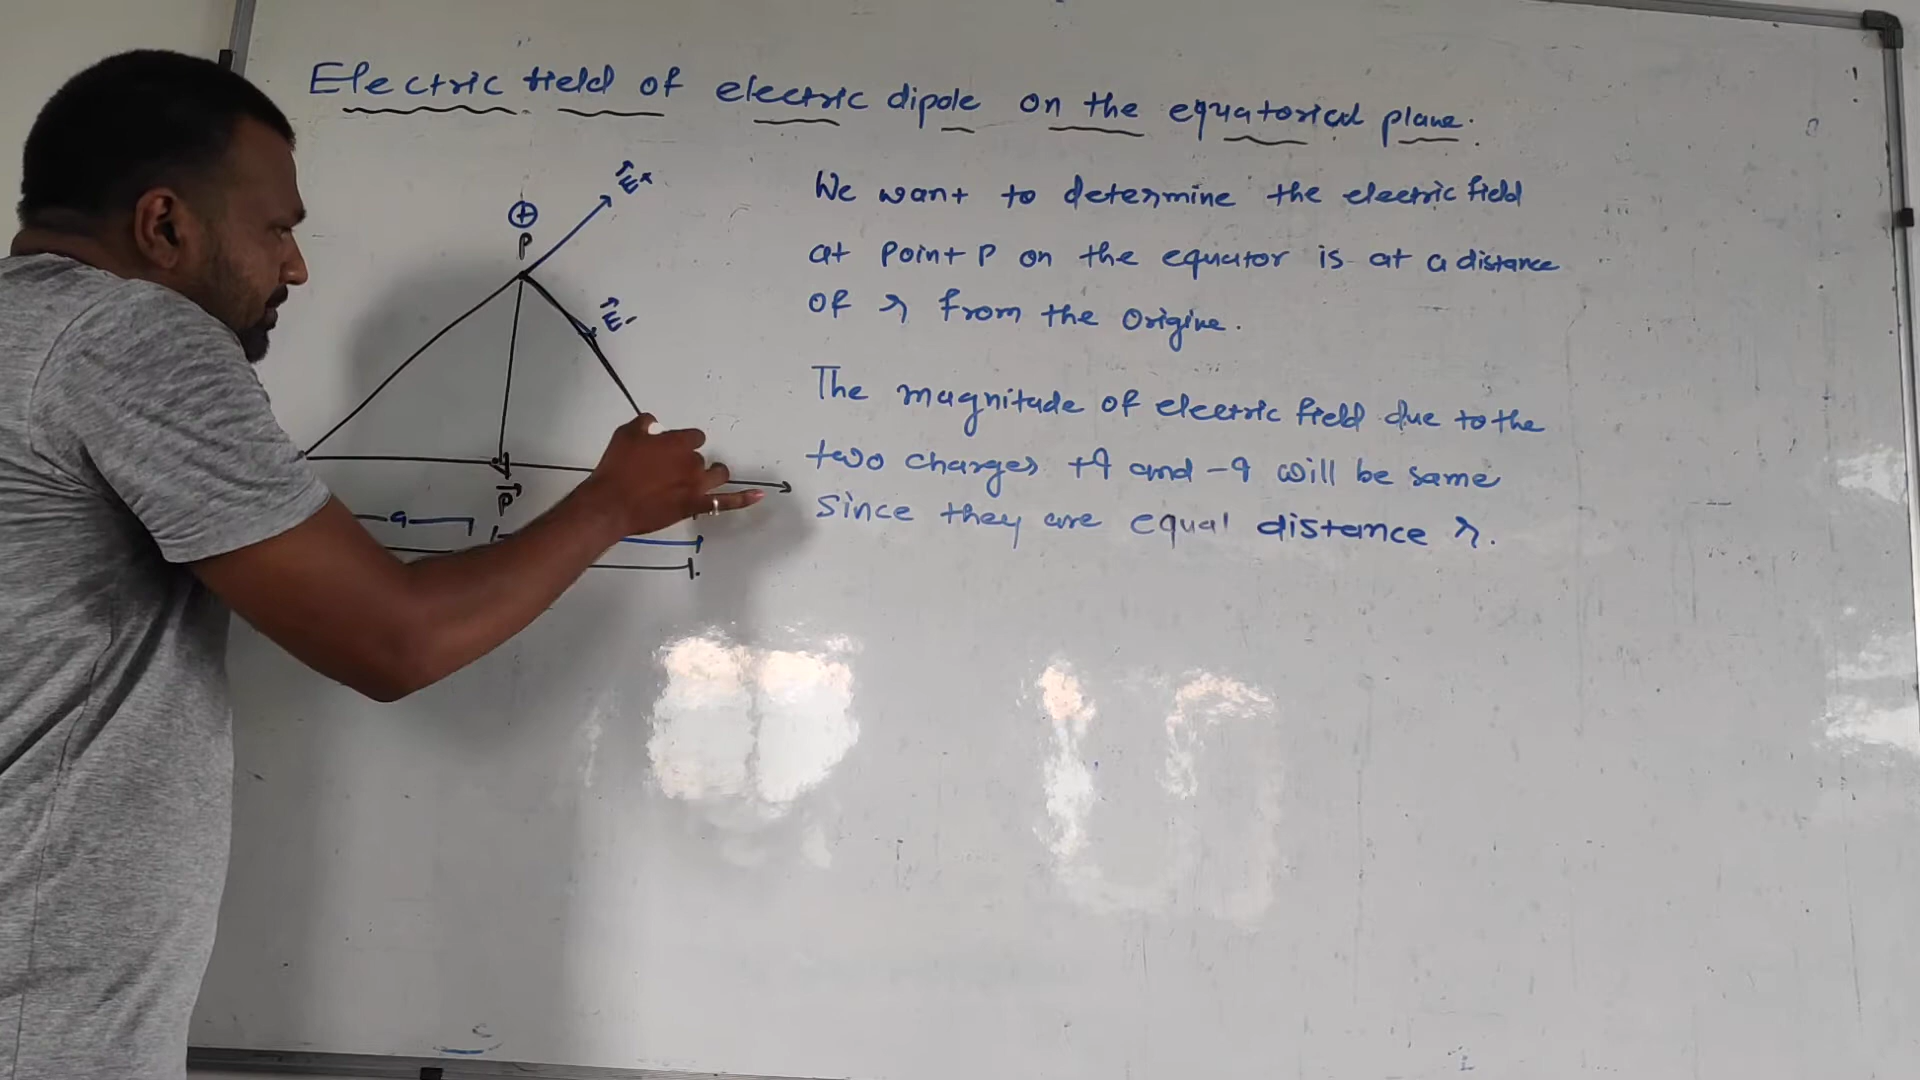 Electric field of electric dipole on the equatorical plane.
E+
P
E-
We want to determine the electric field
at point P on the equator is at a distance
of r from the Origine.
The magnitude of electric field due to the
two charges +q and -q will be same
Since they are equal distance r.
P
a